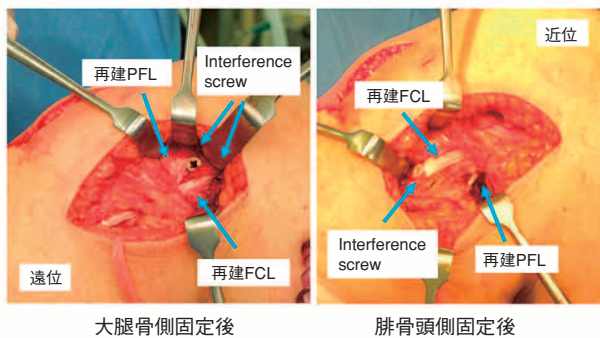 再建PFL
Interference
screw
遠位
再建FCL
大腿骨側固定後
近位
再建FCL
Interference
screw
再建PFL
腓骨頭側固定後